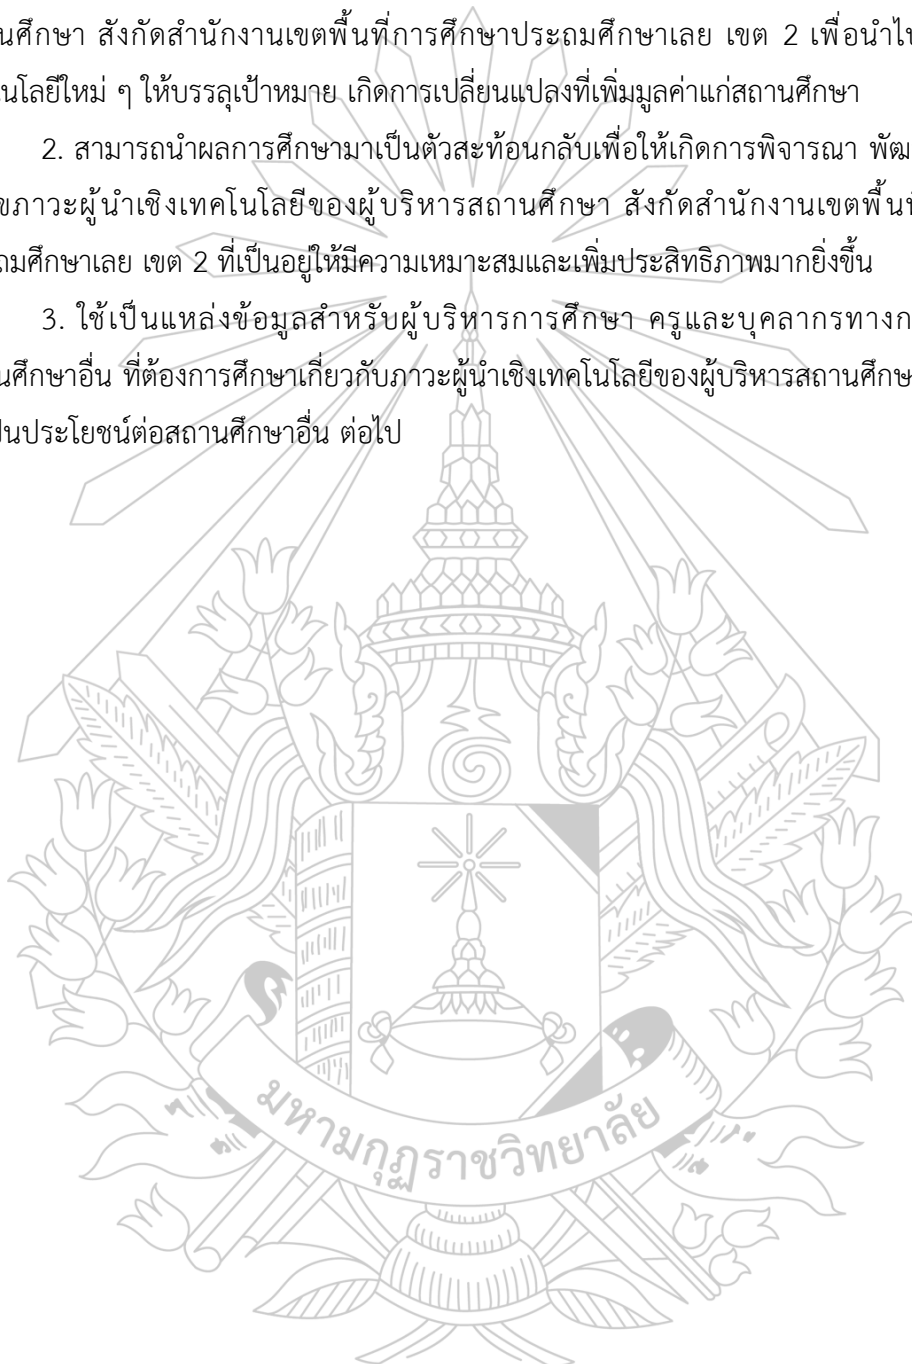 นศึกษา สังกัดสำนักงานเขตพื้นที่การศึกษาประถมศึกษาเลย เขต 2 เพื่อนำไป
นโลยีใหม่ ๆ ให้บรรลุเป้าหมาย เกิดการเปลี่ยนแปลงที่เพิ่มมูลค่าแก่สถานศึกษา
2. สามารถนำผลการศึกษามาเป็นตัวสะท้อนกลับเพื่อให้เกิดการพิจารณา พัฒ
ขภาวะผู้นำเชิงเทคโนโลยีของผู้บริหารสถานศึกษา สังกัดสำนักงานเขตพื้นที่
ถมศึกษาเลย เขต 2 ที่เป็นอยู่ให้มีความเหมาะสมและเพิ่มประสิทธิภาพมากยิ่งขึ้น
3. ใช้เป็นแหล่งข้อมูลสำหรับผู้บริหารการศึกษา ครูและบุคลากรทางก
นศึกษาอื่น ที่ต้องการศึกษาเกี่ยวกับภาวะผู้นำเชิงเทคโนโลยีของผู้บริหารสถานศึกษ
ป็นประโยชน์ต่อสถานศึกษาอื่น ต่อไป
มหามกุฏราชวิทยาลัย